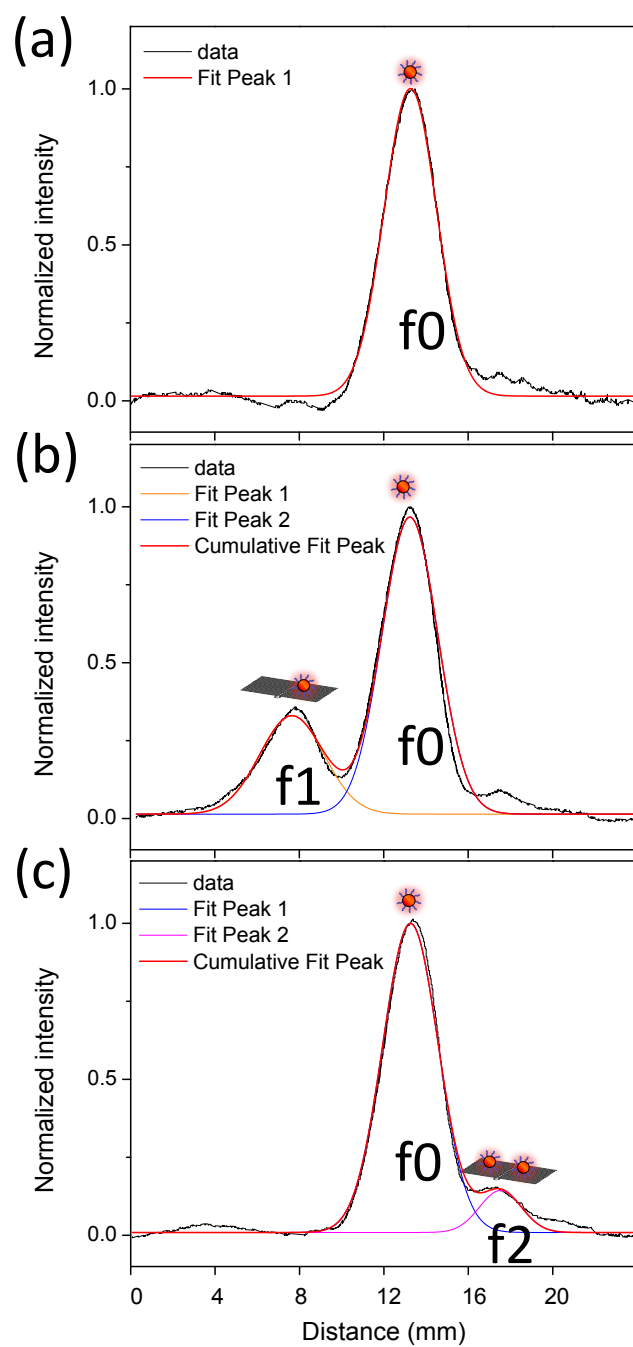 (a)
data
Fit Peak 1
1.0
0.5
0.0
Normalized intensity
f0
(b)
data
Fit Peak 1
Fit Peak 2
Cumulative Fit Peak
1.0
0.5
0.0
Normalized intensity
f1
f0
(c)
data
Fit Peak 1
Fit Peak 2
Cumulative Fit Peak
1.0
0.5
0.0
Normalized intensity
f0
f2
0 4 8 12 16 20
Distance (mm)